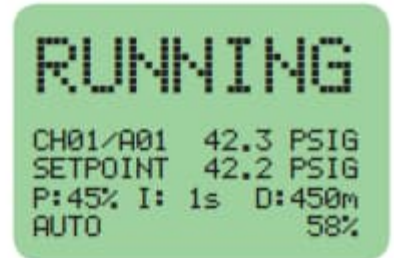 RUNNING
CH01/A01 42.3 PSIG
SETPOINT 42.2 PSIG
P:45% I: 1s D:450m
AUTO 58%